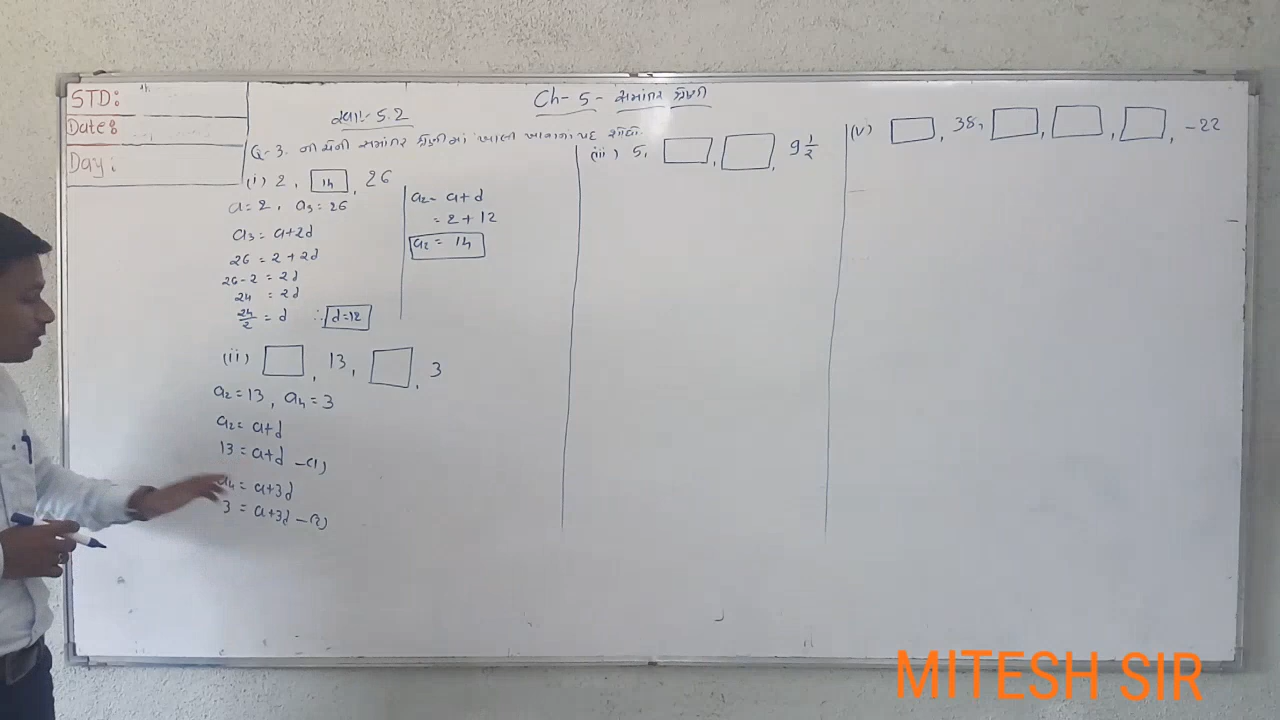 STD:
Date:
Day:
Ch-5- સમાંતર શ્રેણી
સ્વા:-5.2
Q-3. નીચેની સમાંતર શ્રેણીમાં ખાલી ખાનાના પદ શોધો.
(i) 2, 14, 26
a=2, a3=26
a3= a+2d
26 = 2+2d
26-2 = 2d
24 = 2d
24/2 = d ∴ d=12
a2= a+d
= 2+12
a2= 14
(ii) , 13, , 3
a2=13, a4=3
a2= a+d
13 = a+d -(1)
a4= a+3d
3 = a+3d -(2)
(iii) 5, , , 9 1/2
(v) , 38, , , , -22
MITESH SIR